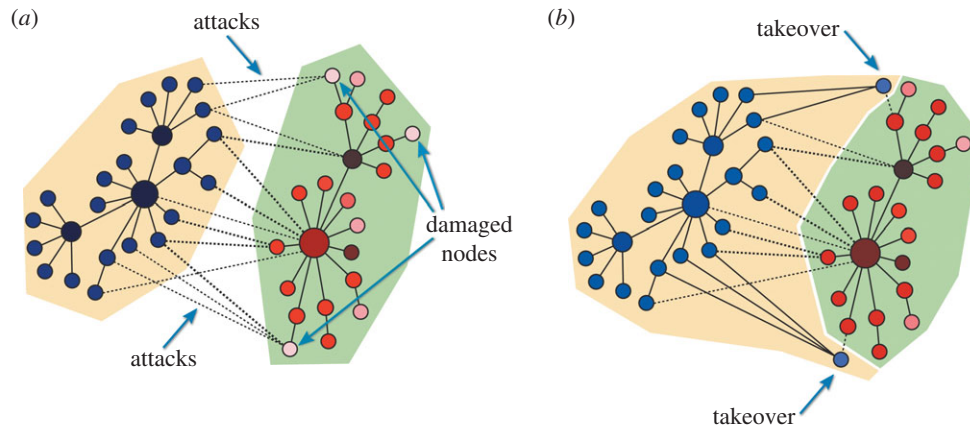 (a)
attacks
damaged
nodes
attacks
(b)
takeover
takeover